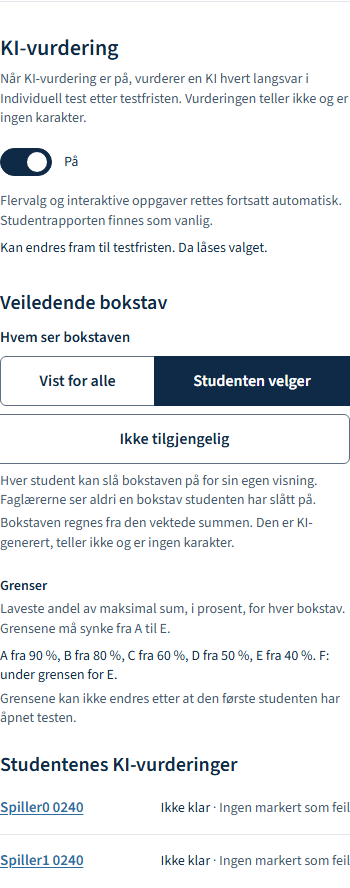 KI-vurdering
Når KI-vurdering er på, vurderer en KI hvert langsvar i
Individuell test etter testfristen. Vurderingen teller ikke og er
ingen karakter.
På
Flervalg og interaktive oppgaver rettes fortsatt automatisk.
Studentrapporten finnes som vanlig.
Kan endres fram til testfristen. Da låses valget.
Veiledende bokstav
Hvem ser bokstaven
Vist for alle
Studenten velger
Ikke tilgjengelig
Hver student kan slå bokstaven på for sin egen visning.
Faglærerne ser aldri en bokstav studenten har slått på.
Bokstaven regnes fra den vektede summen. Den er KI-
generert, teller ikke og er ingen karakter.
Grenser
Laveste andel av maksimal sum, i prosent, for hver bokstav.
Grensene må synke fra A til E.
A fra 90 %, B fra 80 %, C fra 60 %, D fra 50 %, E fra 40 %. F:
under grensen for E.
Grensene kan ikke endres etter at den første studenten har
åpnet testen.
Studentenes KI-vurderinger
Spiller0 0240 Ikke klar · Ingen markert som feil
Spiller1 0240 Ikke klar · Ingen markert som feil